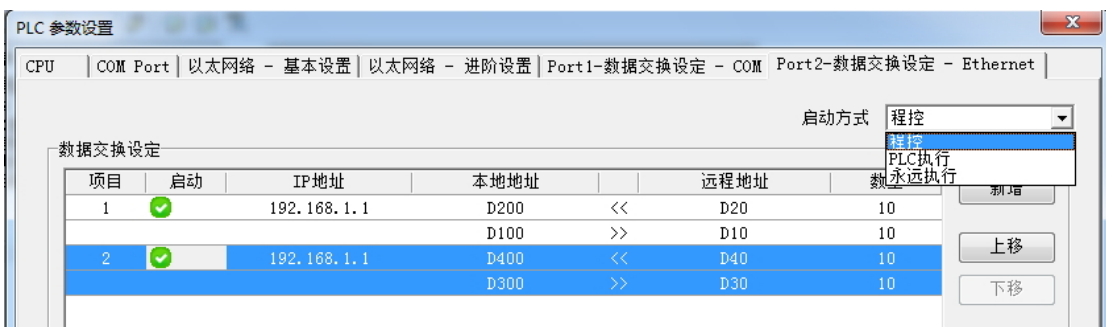 PLC 参数设置
CPU COM Port 以太网络 - 基本设置 以太网络 - 进阶设置 Port1-数据交换设定 - COM Port2-数据交换设定 - Ethernet
启动方式 程控
程控
PLC执行
永远执行
数据交换设定
项目 启动 IP地址 本地地址 远程地址
新增
1 192.168.1.1 D200 << D20 10
D100 >> D10 10
上移
2 192.168.1.1 D400 << D40 10
D300 >> D30 10
下移